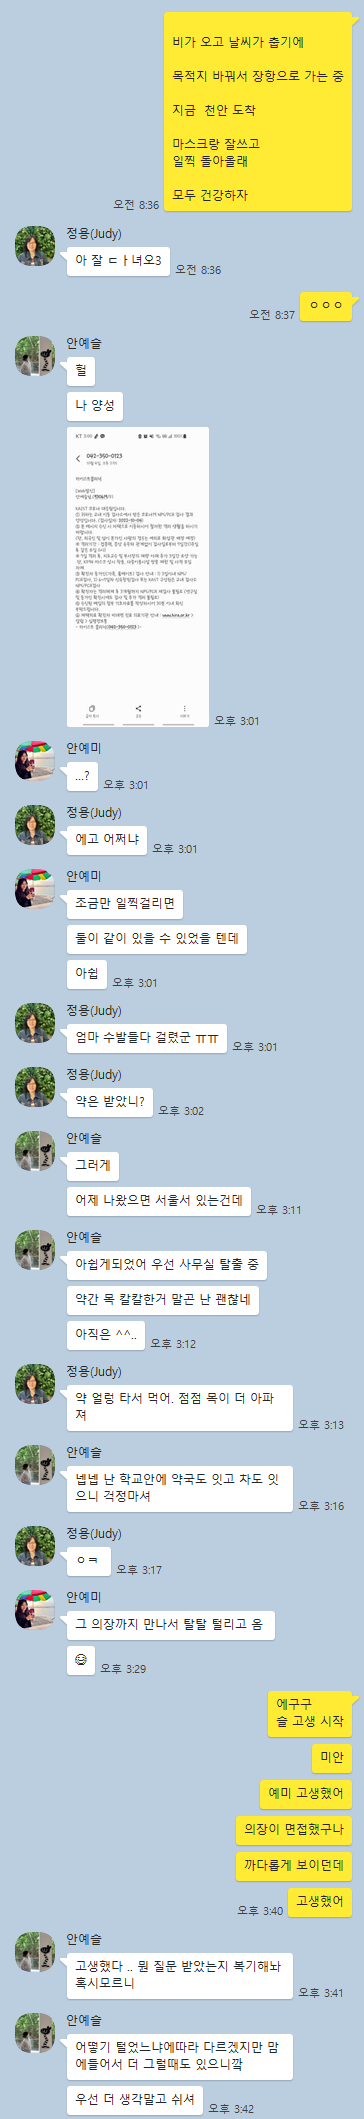 비가 오고 날씨가 춥기에
목적지 바꿔서 장항으로 가는 중
지금 천안 도착
마스크랑 잘쓰고
일찍 돌아올래
모두 건강하자
오전 8:36
정용(Judy)
아 잘 ㄷㅏ녀오3
오전 8:36
ㅇㅇㅇ
오전 8:37
안예슬
헐
나 양성
042-350-0123
오후 3:01
안예미
...?
오후 3:01
정용(Judy)
에고 어쩌냐
오후 3:01
안예미
조금만 일찍걸리면
둘이 같이 있을 수 있었을 텐데
아쉽
오후 3:01
정용(Judy)
엄마 수발들다 걸렸군 ㅠㅠ
오후 3:01
정용(Judy)
약은 받았니?
오후 3:02
안예슬
그러게
어제 나왔으면 서울서 있는건데
오후 3:11
안예슬
아쉽게되었어 우선 사무실 탈출 중
약간 목 칼칼한거 말곤 난 괜찮네
아직은 ^^..
오후 3:12
정용(Judy)
약 얼렁 타서 먹어. 점점 목이 더 아파
져
오후 3:13
안예슬
넵넵 난 학교안에 약국도 잇고 차도 잇
으니 걱정마셔
오후 3:16
정용(Judy)
ㅇㅋ
오후 3:17
안예미
그 의장까지 만나서 탈탈 털리고 옴
오후 3:29
에구구
슬 고생 시작
미안
예미 고생했어
의장이 면접했구나
까다롭게 보이던데
고생했어
오후 3:40
안예슬
고생했다 .. 뭔 질문 받았는지 복기해놔
혹시모르니
오후 3:41
안예슬
어떻기 털었느냐에따라 다르겠지만 맘
에들어서 더 그럴때도 있으니깤
우선 더 생각말고 쉬셔
오후 3:42